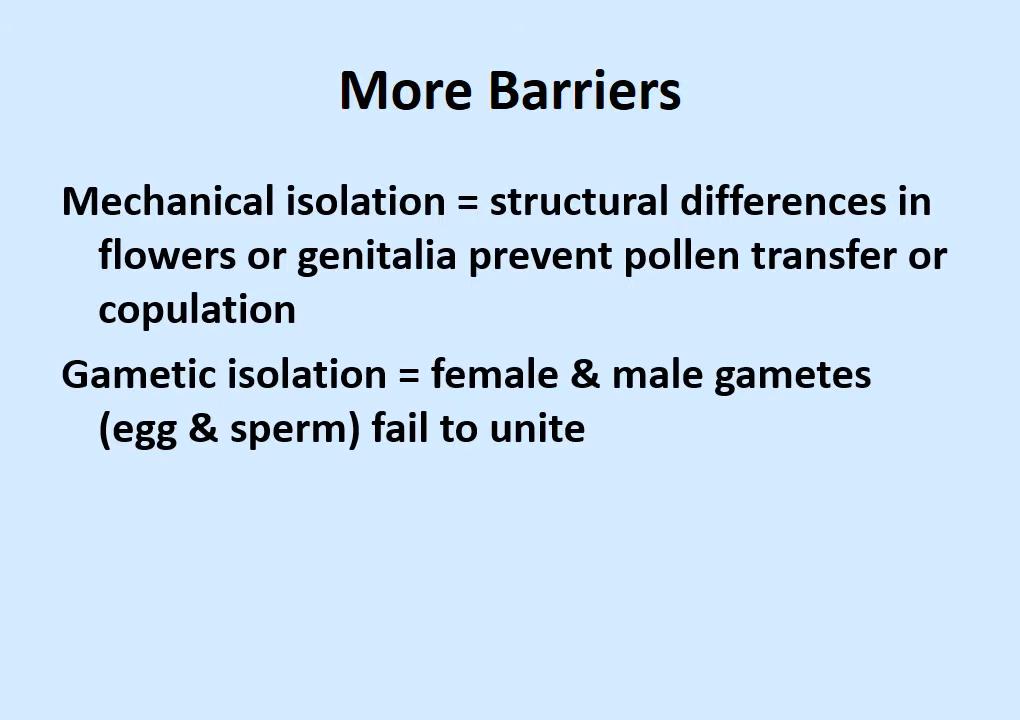 More Barriers
Mechanical isolation = structural differences in
flowers or genitalia prevent pollen transfer or
copulation
Gametic isolation = female & male gametes
(egg & sperm) fail to unite